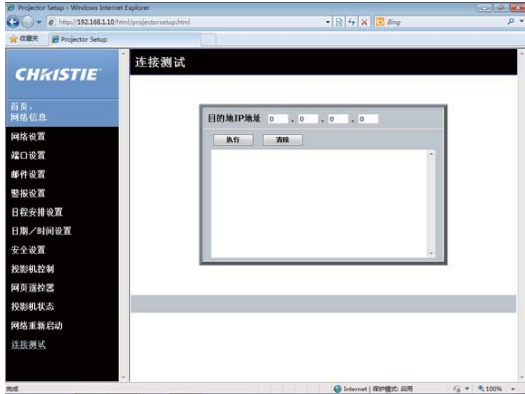 Projector Setup - Windows Internet Explorer
http://192.168.1.10/html/projectorsetup.html
Bing
收藏夹
Projector Setup
CHRISTIE
连接测试
首页:
网络信息
网络设置
端口设置
邮件设置
警报设置
日程安排设置
日期/时间设置
安全设置
投影机控制
网页遥控器
投影机状态
网络重新启动
连接测试
目的地IP地址 0 . 0 . 0 . 0
执行 清除
完成
Internet | 保护模式: 启用
100%